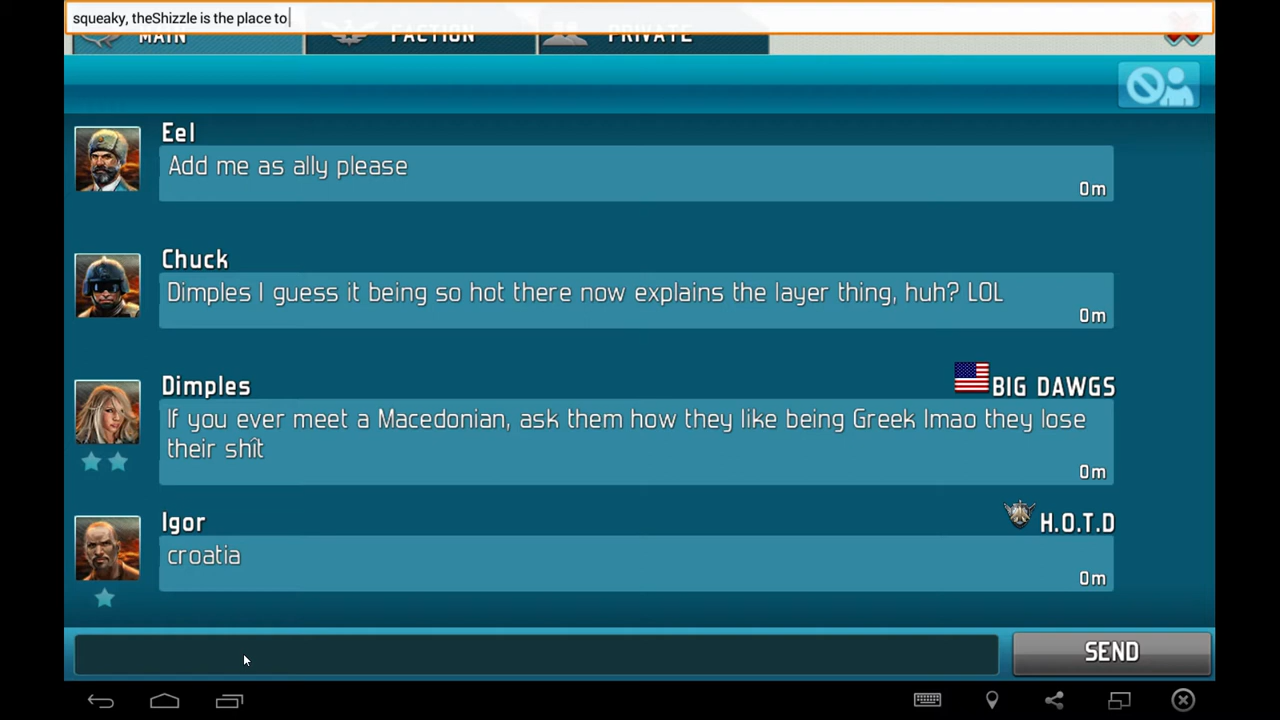 squeaky, theShizzle is the place to
MAIN FACTION PRIVATE
Eel
Add me as ally please
0m
Chuck
Dimples I guess it being so hot there now explains the layer thing, huh? LOL
0m
Dimples BIG DAWGS
If you ever meet a Macedonian, ask them how they like being Greek lmao they lose
their shît
0m
Igor H.O.T.D
croatia
0m
SEND